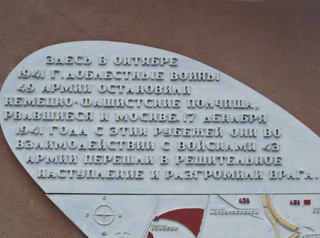 ЗДЕСЬ В ОКТЯБРЕ
1941 Г. ДОБЛЕСТНЫЕ ВОИНЫ
49 АРМИИ ОСТАНОВИЛИ
НЕМЕЦКО-ФАШИСТСКИЕ ПОЛЧИЩА,
РВАВШИЕСЯ К МОСКВЕ. 17 ДЕКАБРЯ
1941 ГОДА С ЭТИХ РУБЕЖЕЙ ОНИ ВО
ВЗАИМОДЕЙСТВИИ С ВОЙСКАМИ 43
АРМИИ ПЕРЕШЛИ В РЕШИТЕЛЬНОЕ
НАСТУПЛЕНИЕ И РАЗГРОМИЛИ ВРАГА.
43А